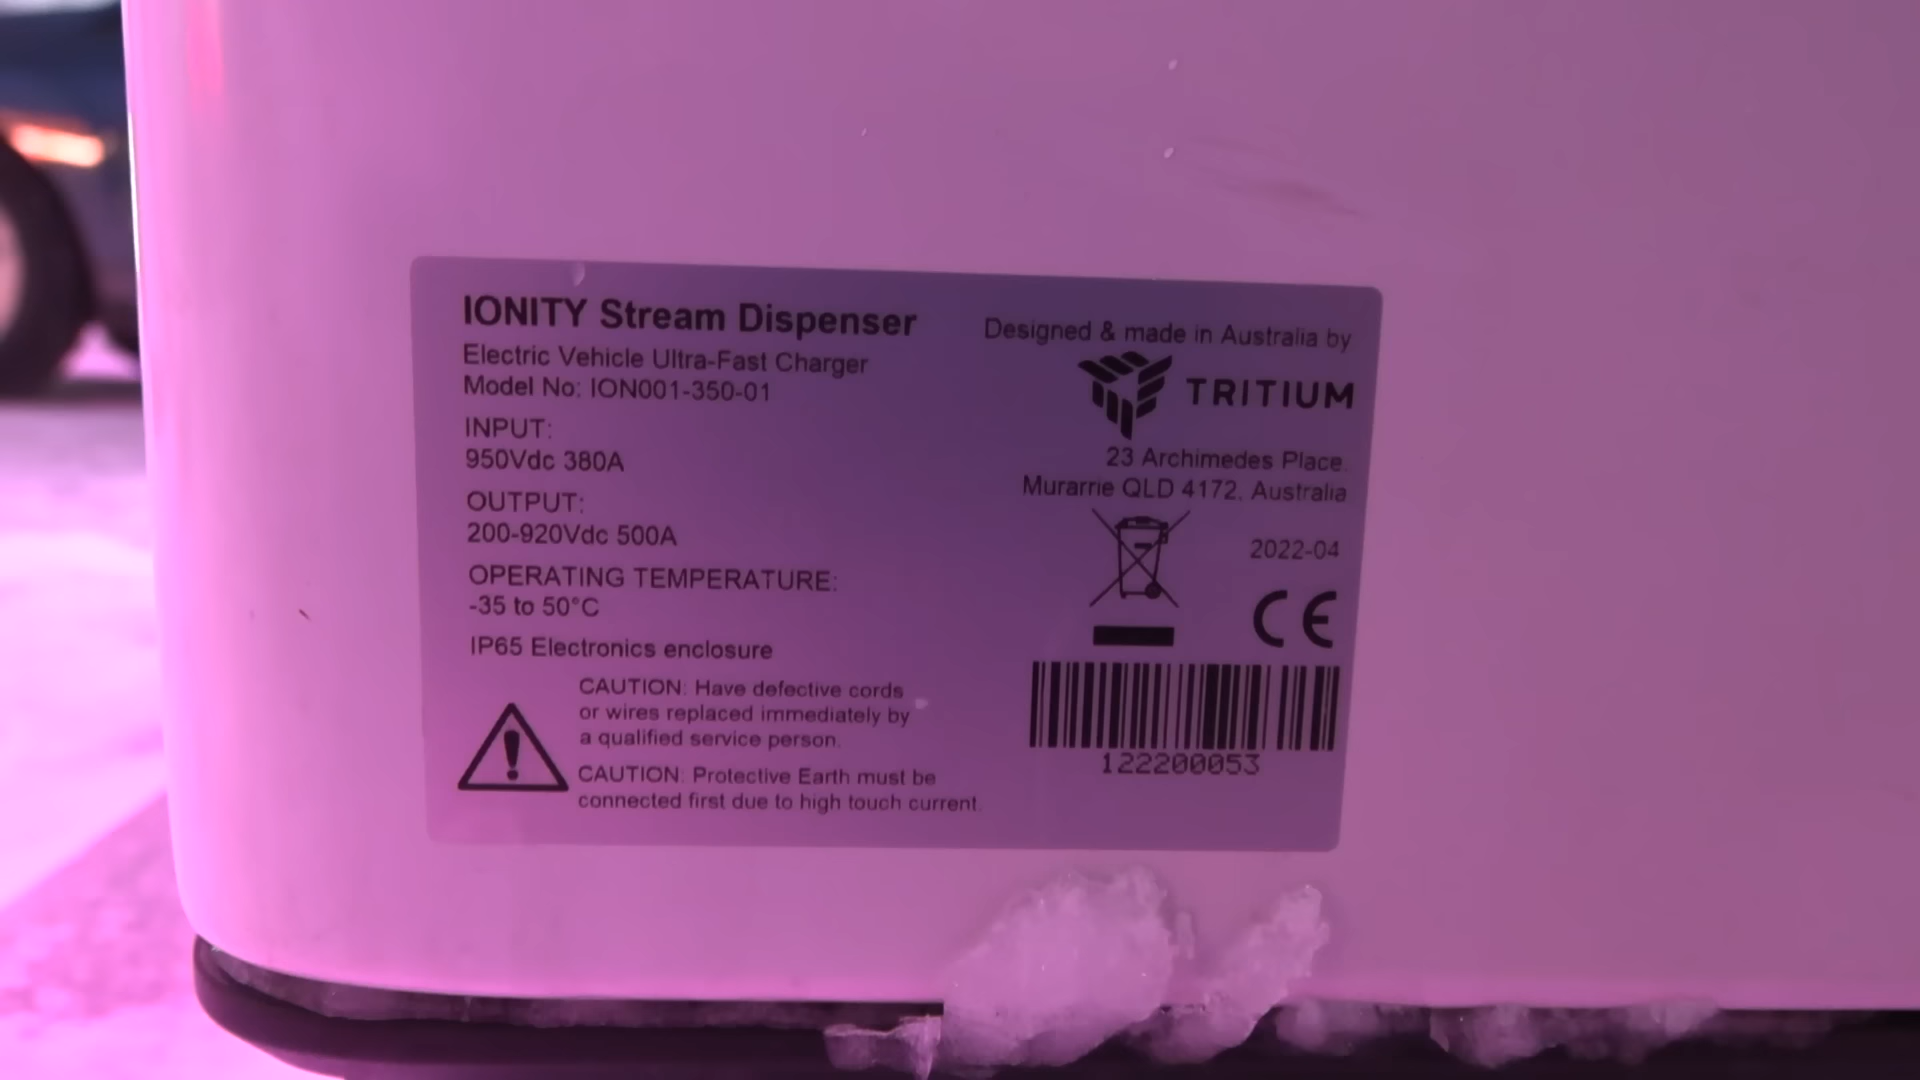 IONITY Stream Dispenser
Electric Vehicle Ultra-Fast Charger
Model No: ION001-350-01
INPUT:
950Vdc 380A
OUTPUT:
200-920Vdc 500A
OPERATING TEMPERATURE:
-35 to 50°C
IP65 Electronics enclosure
CAUTION: Have defective cords
or wires replaced immediately by
a qualified service person.
CAUTION: Protective Earth must be
connected first due to high touch current.
Designed & made in Australia by
TRITIUM
23 Archimedes Place.
Murarrie QLD 4172, Australia
2022-04
CE
122200053